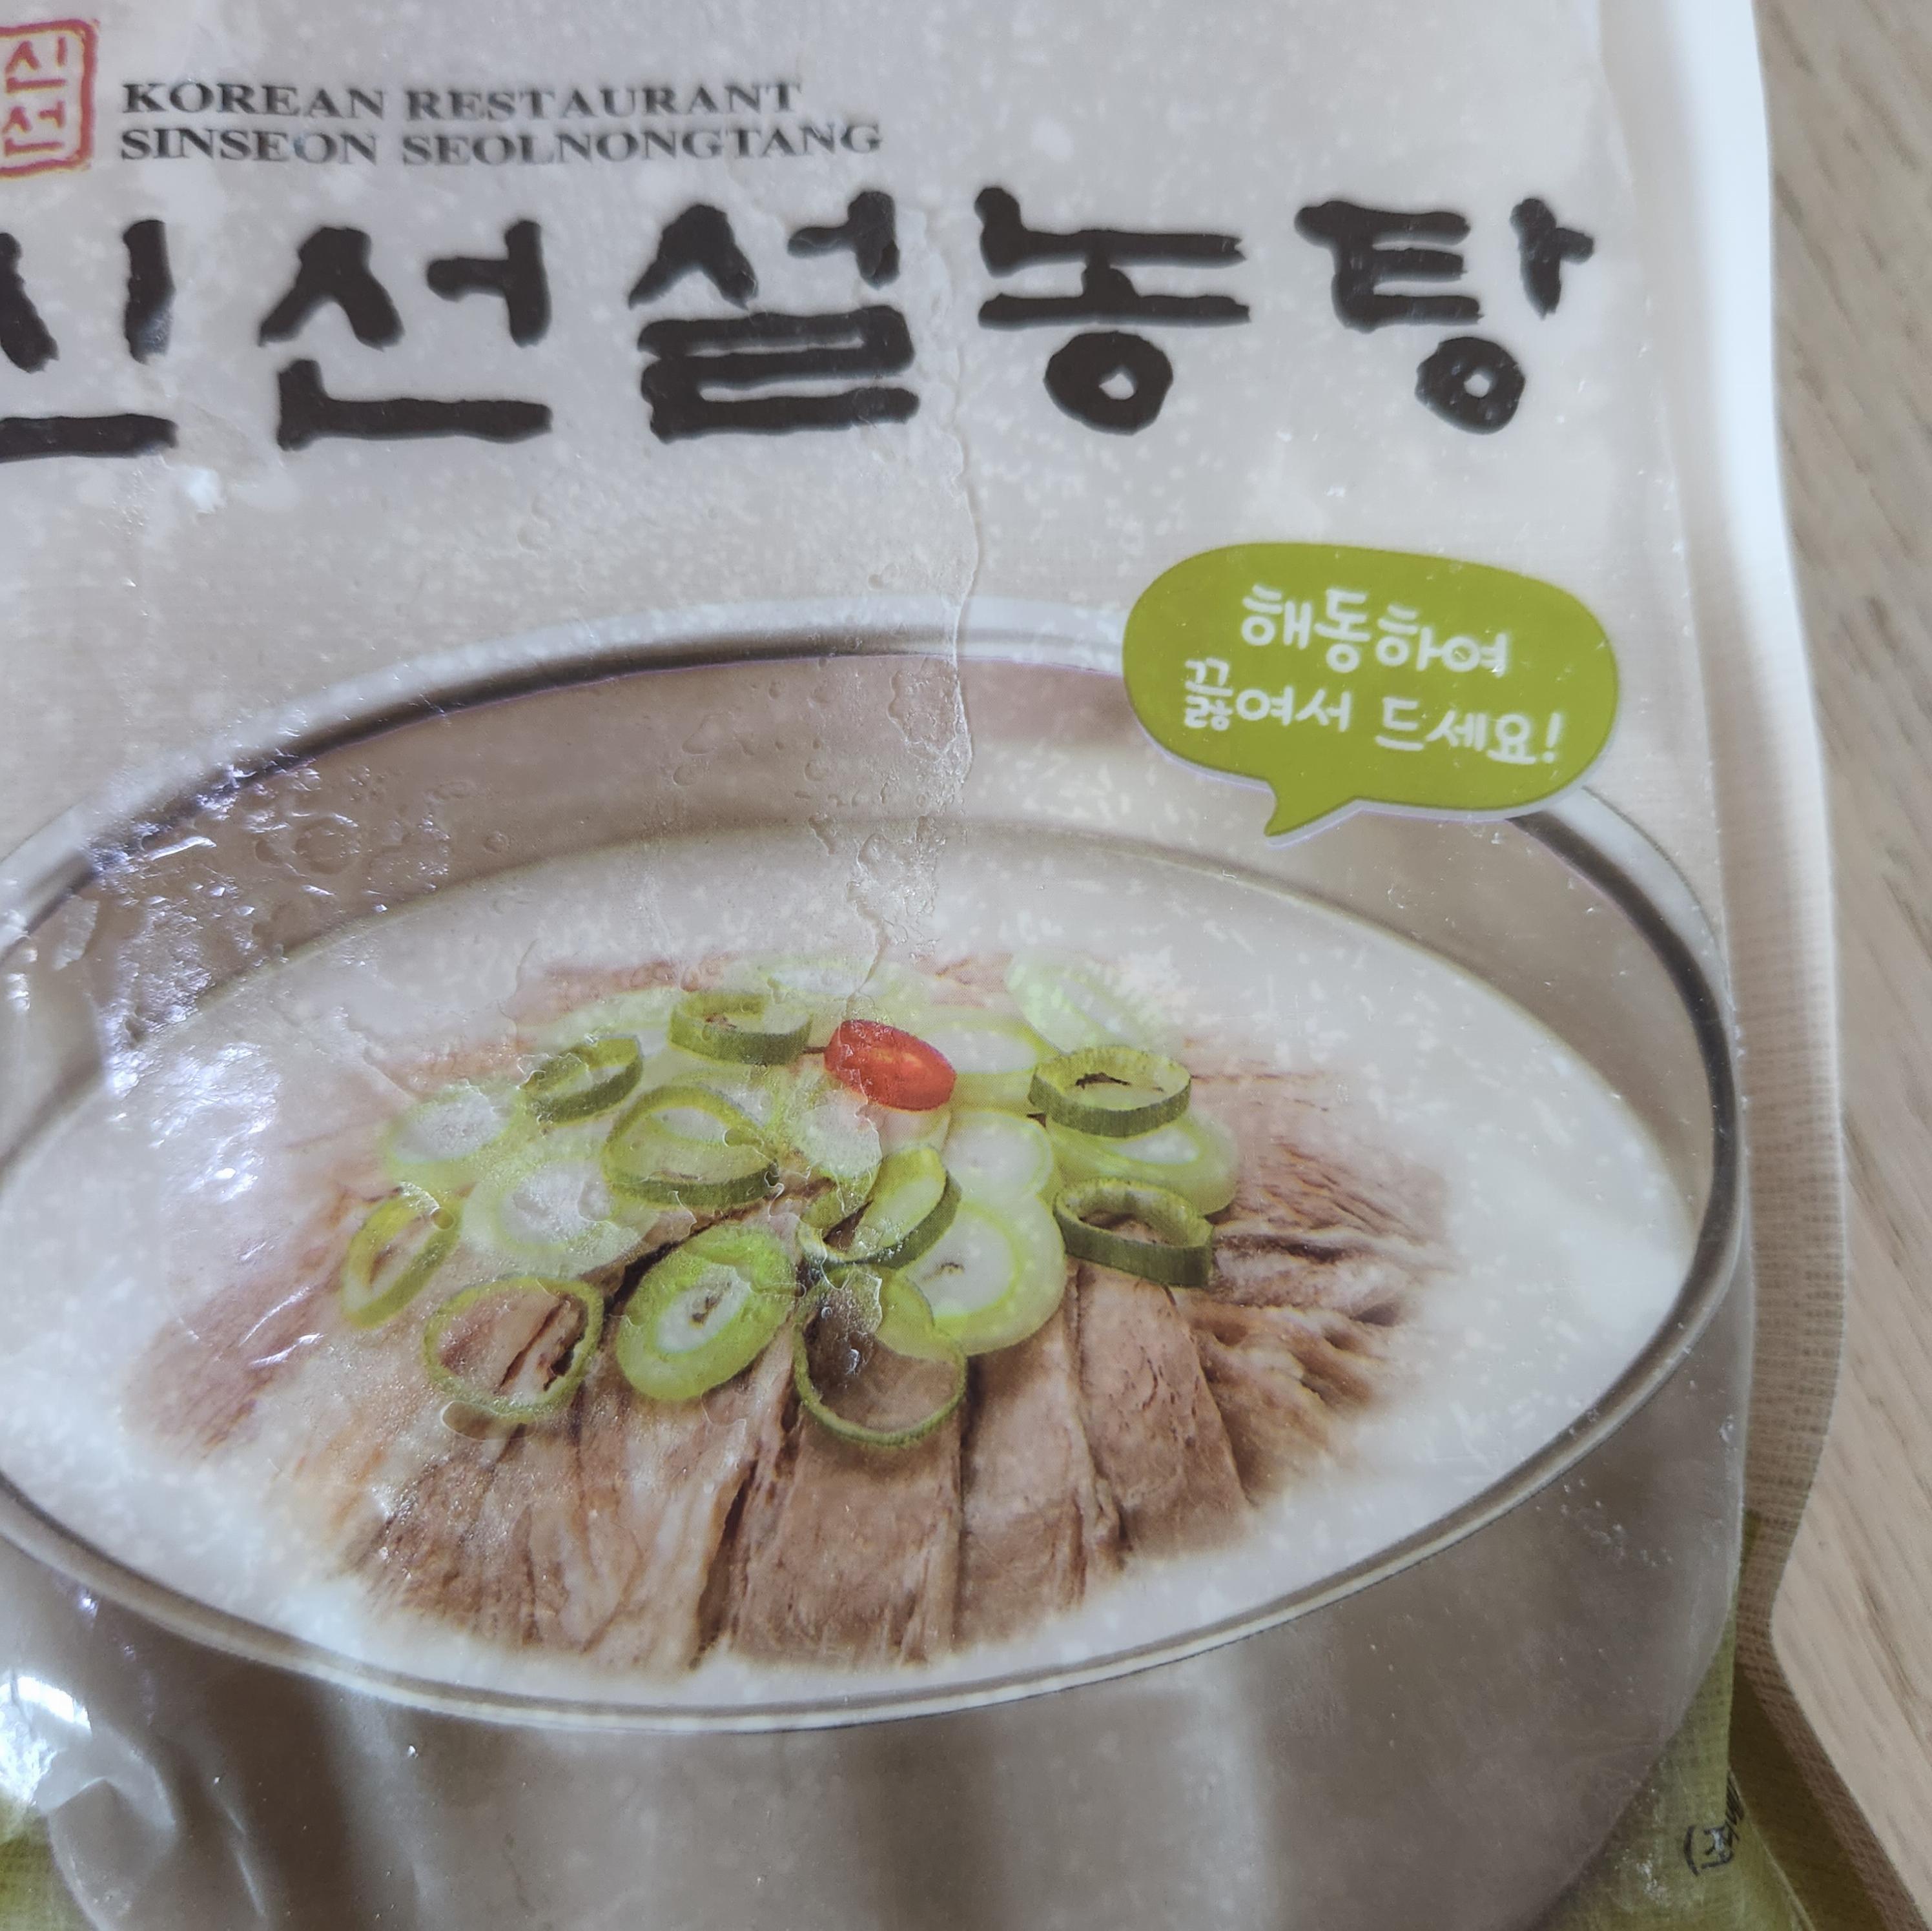 신선
KOREAN RESTAURANT
SINSEON SEOLNONGTANG
신선설농탕
해동하여
끓여서 드세요!